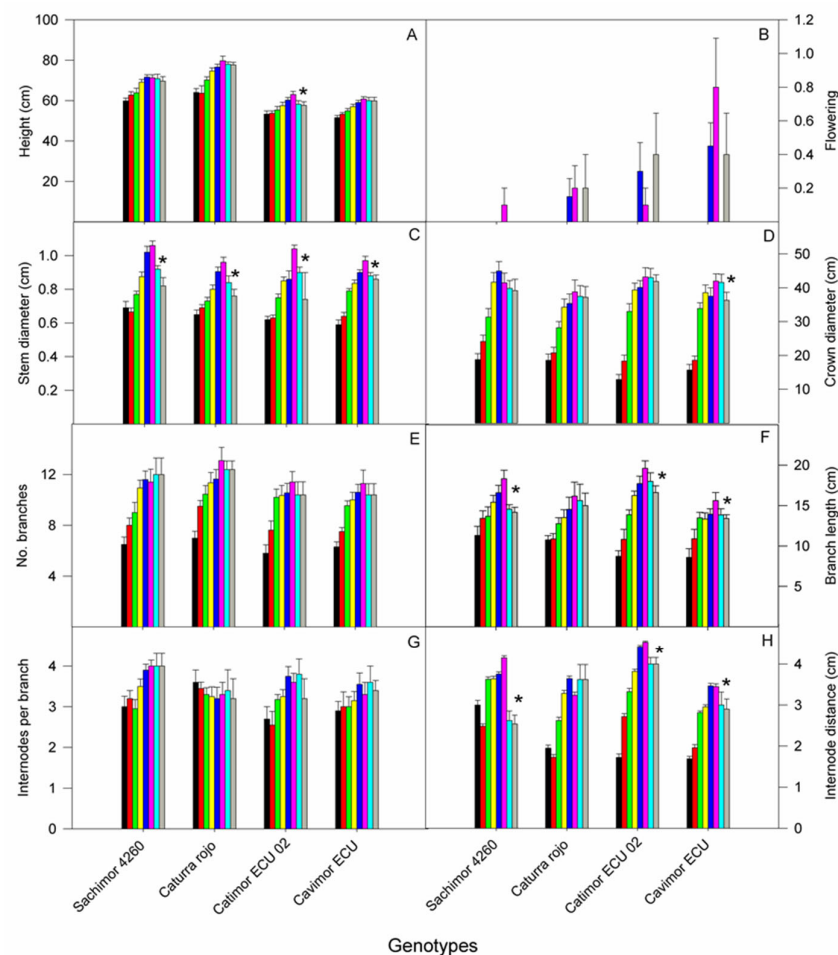 A
B
Height (cm)
100
80
60
40
20
1.2
1.0
0.8
0.6
0.4
0.2
Flowering
*
C
D
Stem diameter (cm)
1.0
0.8
0.6
0.4
0.2
50
40
30
20
10
Crown diameter (cm)
* * * * *
E
F
No. branches
12
8
4
20
15
10
5
Branch length (cm)
* * *
G
H
Internodes per branch
4
3
2
1
0
4
3
2
1
0
Internode distance (cm)
* * *
Sachimor 4260
Caturra rojo
Catimor ECU 02
Cavimor ECU
Sachimor 4260
Caturra rojo
Catimor ECU 02
Cavimor ECU
Genotypes